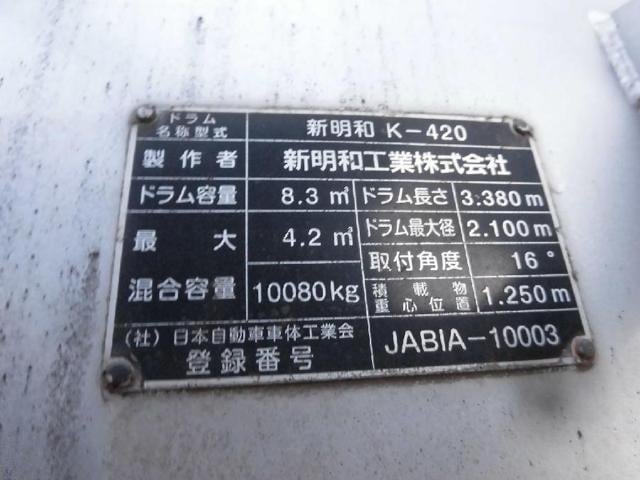 ドラム
名称型式
新明和 K-420
製作者
新明和工業株式会社
ドラム容量 8.3 ㎥ ドラム長さ 3.380m
最大
混合容量
4.2 ㎥
10080kg
ドラム最大径 2.100m
取付角度 16°
積載物
重心位置
1.250m
(社) 日本自動車車体工業会
登録番号
JABIA-10003